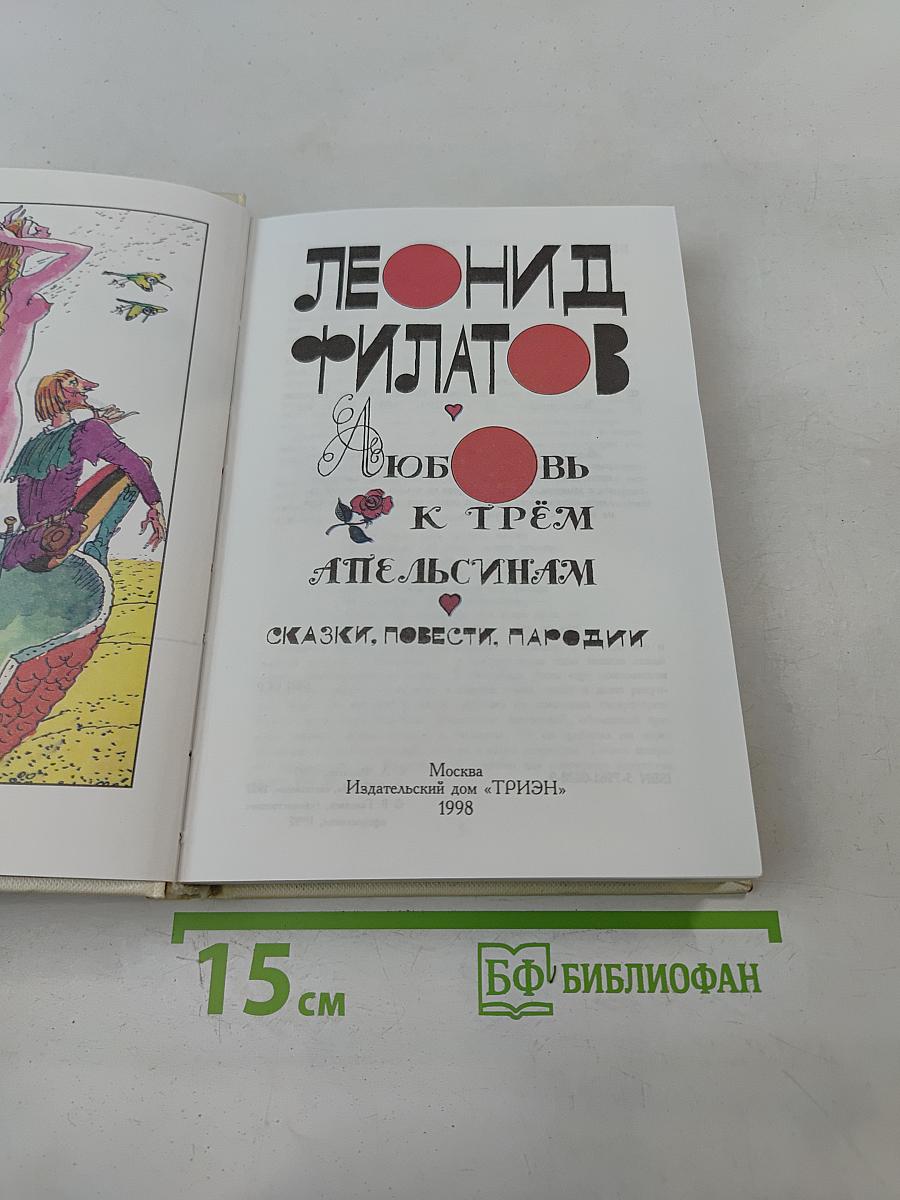 ЛЕОНИД
ФИЛАТОВ
ЛЮБОВЬ
К ТРЁМ
АПЕЛЬСИНАМ
СКАЗКИ, ПОВЕСТИ, ПАРОДИИ
Москва
Издательский дом «ТРИЭН»
1998
15 см
БФ БИБЛИОФАН